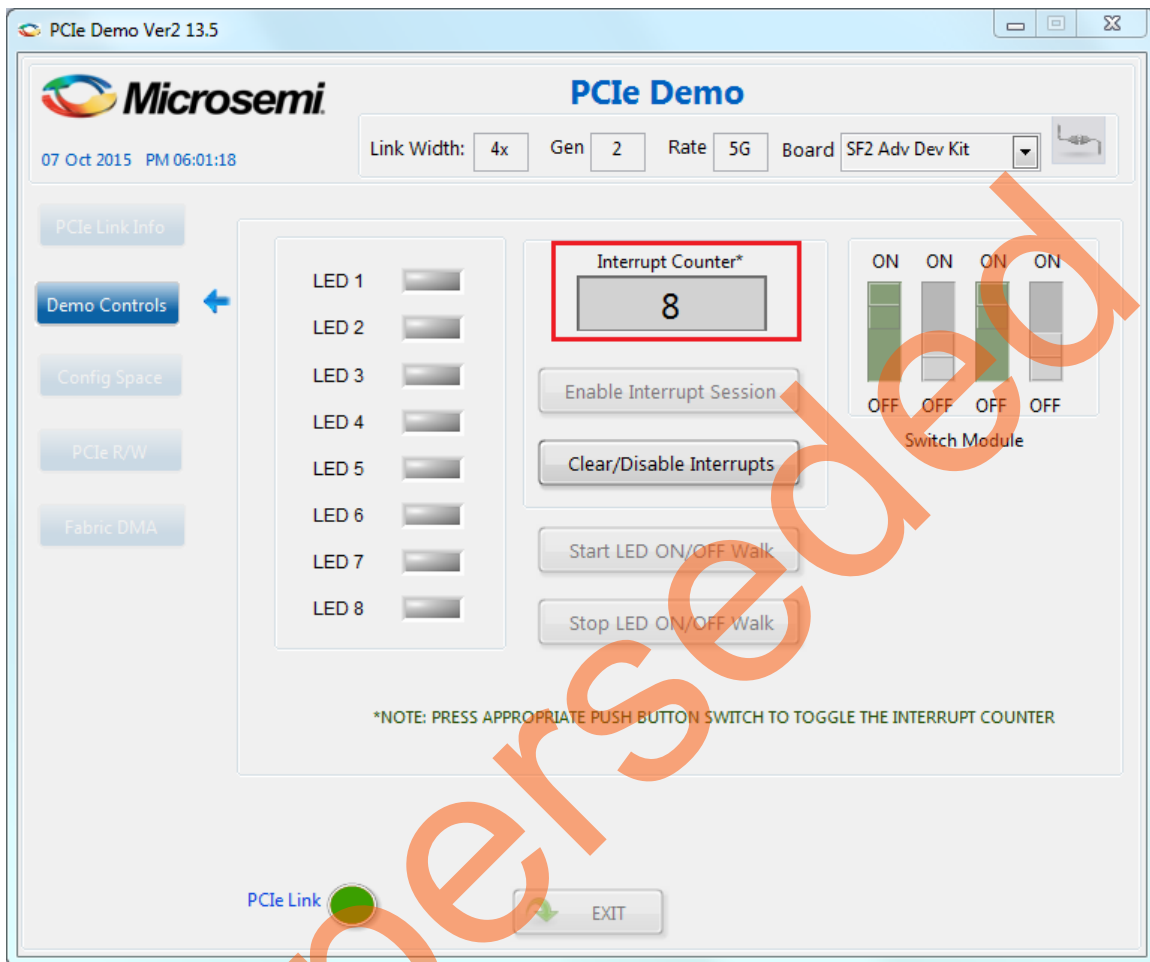 PCIe Demo Ver2 13.5
Microsemi.
PCIe Demo
07 Oct 2015 PM 06:01:18
Link Width: 4x Gen 2 Rate 5G Board SF2 Adv Dev Kit
PCIe Link Info
Demo Controls
Config Space
PCIe R/W
Fabric DMA
LED 1
LED 2
LED 3
LED 4
LED 5
LED 6
LED 7
LED 8
Interrupt Counter*
8
Enable Interrupt Session
Clear/Disable Interrupts
Start LED ON/OFF Walk
Stop LED ON/OFF Walk
ON ON ON ON
OFF OFF OFF OFF
Switch Module
*NOTE: PRESS APPROPRIATE PUSH BUTTON SWITCH TO TOGGLE THE INTERRUPT COUNTER
PCIe Link
EXIT
perseded